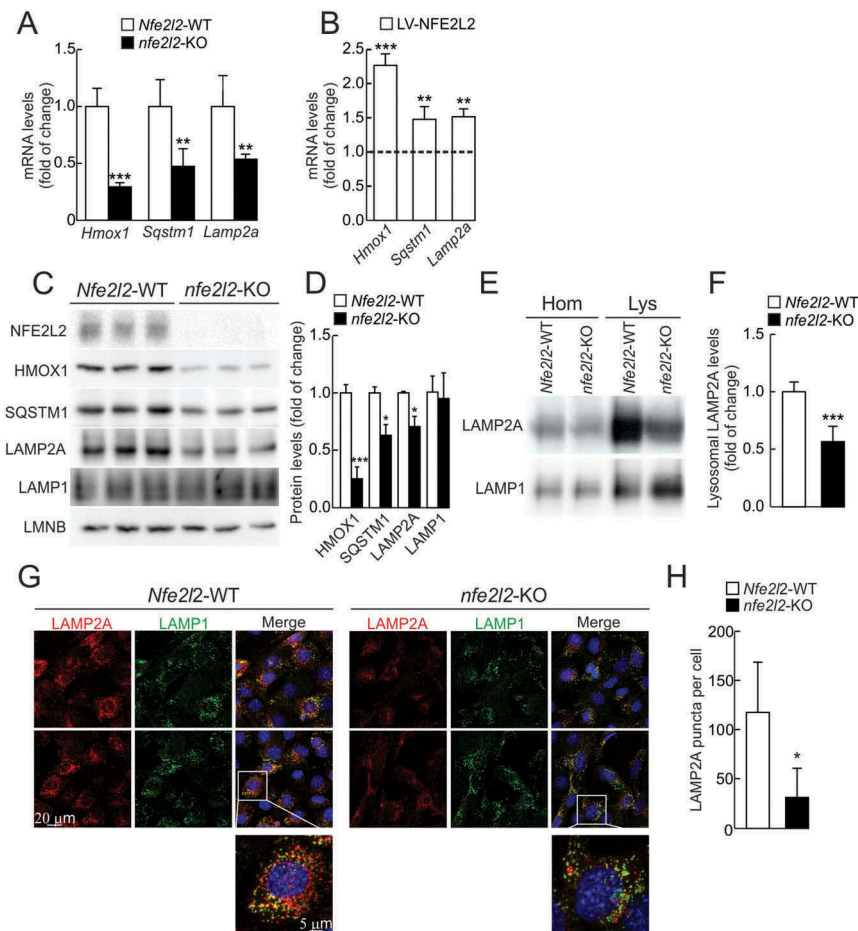 A
Nfe2l2-WT
nfe2l2-KO
mRNA levels
(fold of change)
1.5
1.0
0.5
0
***
**
**
Hmox1 Sqstm1 Lamp2a
B
LV-NFE2L2
mRNA levels
(fold of change)
2.5
2.0
1.5
1.0
0.5
0
***
**
**
Hmox1
Sqstm1
Lamp2a
C
Nfe2l2-WT nfe2l2-KO
NFE2L2
HMOX1
SQSTM1
LAMP2A
LAMP1
LMNB
D
Nfe2l2-WT
nfe2l2-KO
Protein levels (fold of change)
1.5
1.0
0.5
0
***
*
*
HMOX1
SQSTM1
LAMP2A
LAMP1
E
Hom Lys
Nfe2l2-WT
nfe2l2-KO
Nfe2l2-WT
nfe2l2-KO
LAMP2A
LAMP1
F
Nfe2l2-WT
nfe2l2-KO
Lysosomal LAMP2A levels
(fold of change)
1.5
1.0
0.5
0.0
***
G
Nfe2l2-WT nfe2l2-KO
LAMP2A LAMP1 Merge LAMP2A LAMP1 Merge
20 µm
5 µm
H
Nfe2l2-WT
nfe2l2-KO
LAMP2A puncta per cell
200
150
100
50
0
*